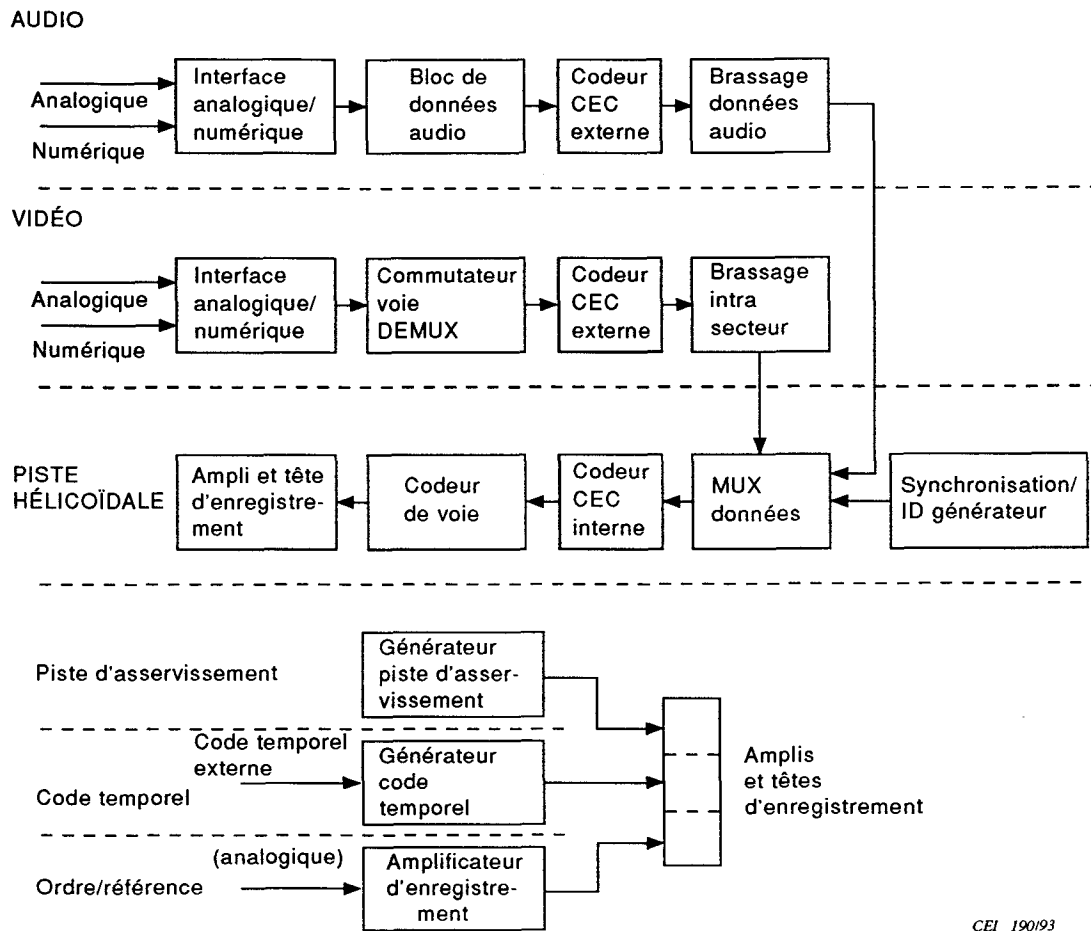 AUDIO
Analogique
Numérique
Interface
analogique/
numérique
Bloc de
données
audio
Codeur
CEC
externe
Brassage
données
audio
VIDÉO
Analogique
Numérique
Interface
analogique/
numérique
Commutateur
voie
DEMUX
Codeur
CEC
externe
Brassage
intra
secteur
PISTE
HÉLICOÏDALE
Ampli et tête
d'enregistre-
ment
Codeur
de voie
Codeur
CEC
interne
MUX
données
Synchronisation/
ID générateur
Piste d'asservissement
Générateur
piste d'asser-
vissement
Code temporel
externe
Code temporel
Générateur
code
temporel
Amplis
et têtes
d'enregistrement
(analogique)
Ordre/référence
Amplificateur
d'enregistre-
ment
CEI 190/93